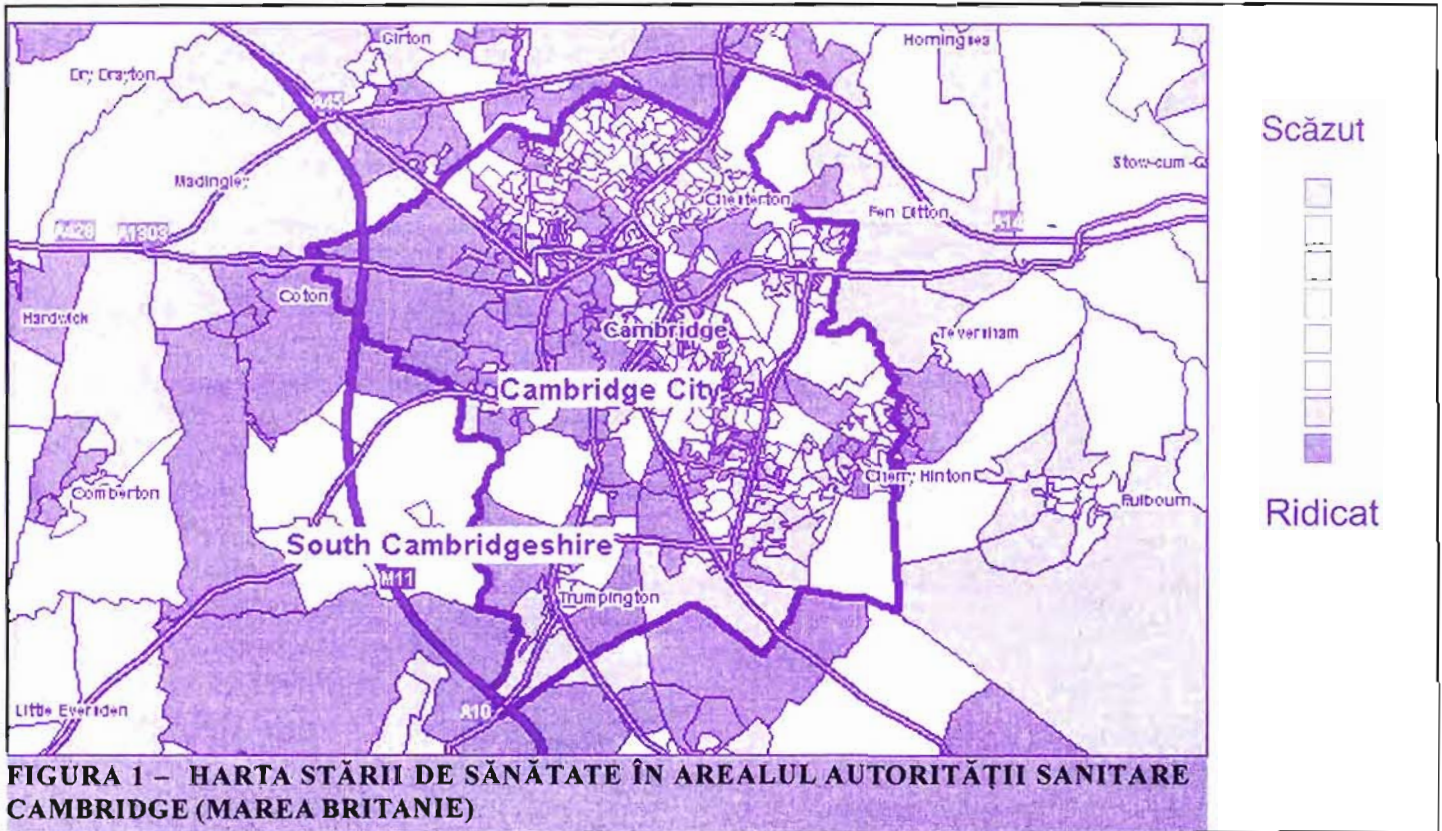 Girton
Horningsea
Dry Drayton
A45
Stow-cum-
Madingley
Chesterton
Fen Ditton
A14
A428
A1303
Coton
Hardwick
Cambridge
Teversham
Cambridge City
Cherry Hinton
Comberton
Fulbourn
South Cambridgeshire
M11
Trumpington
Little Eversden
A10
Scăzut
Ridicat
FIGURA 1 – HARTA STĂRII DE SĂNĂTATE ÎN AREALUL AUTORITĂȚII SANITARE
CAMBRIDGE (MAREA BRITANIE)